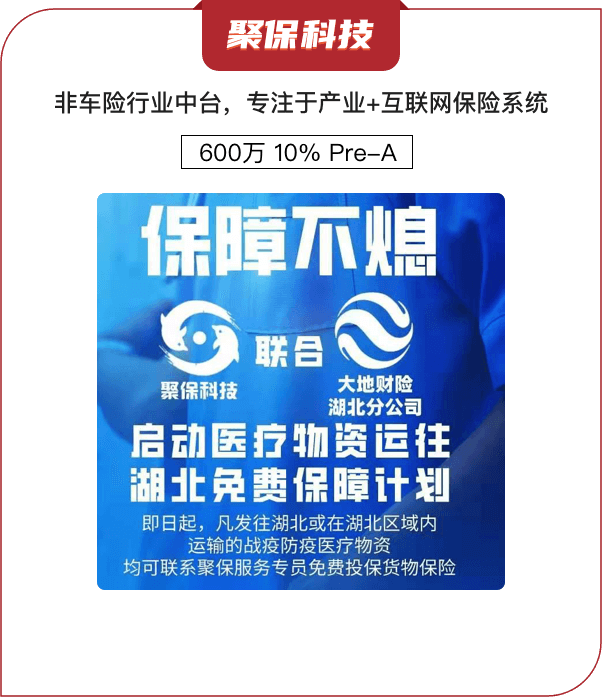 聚保科技
非车险行业中台，专注于产业+互联网保险系统
600万 10% Pre-A
保障不熄
联合
聚保科技
大地财险
湖北分公司
启动医疗物资运往
湖北免费保障计划
即日起，凡发往湖北或在湖北区域内
运输的战疫防疫医疗物资
均可联系聚保服务专员免费投保货物保险